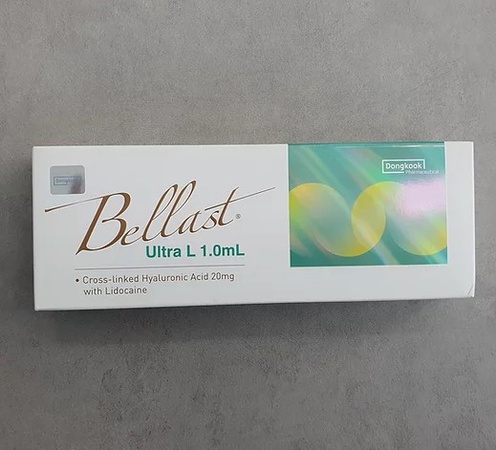 Dongkook
Pharmaceutical
Bellast®
Ultra L 1.0mL
• Cross-linked Hyaluronic Acid 20mg
with Lidocaine